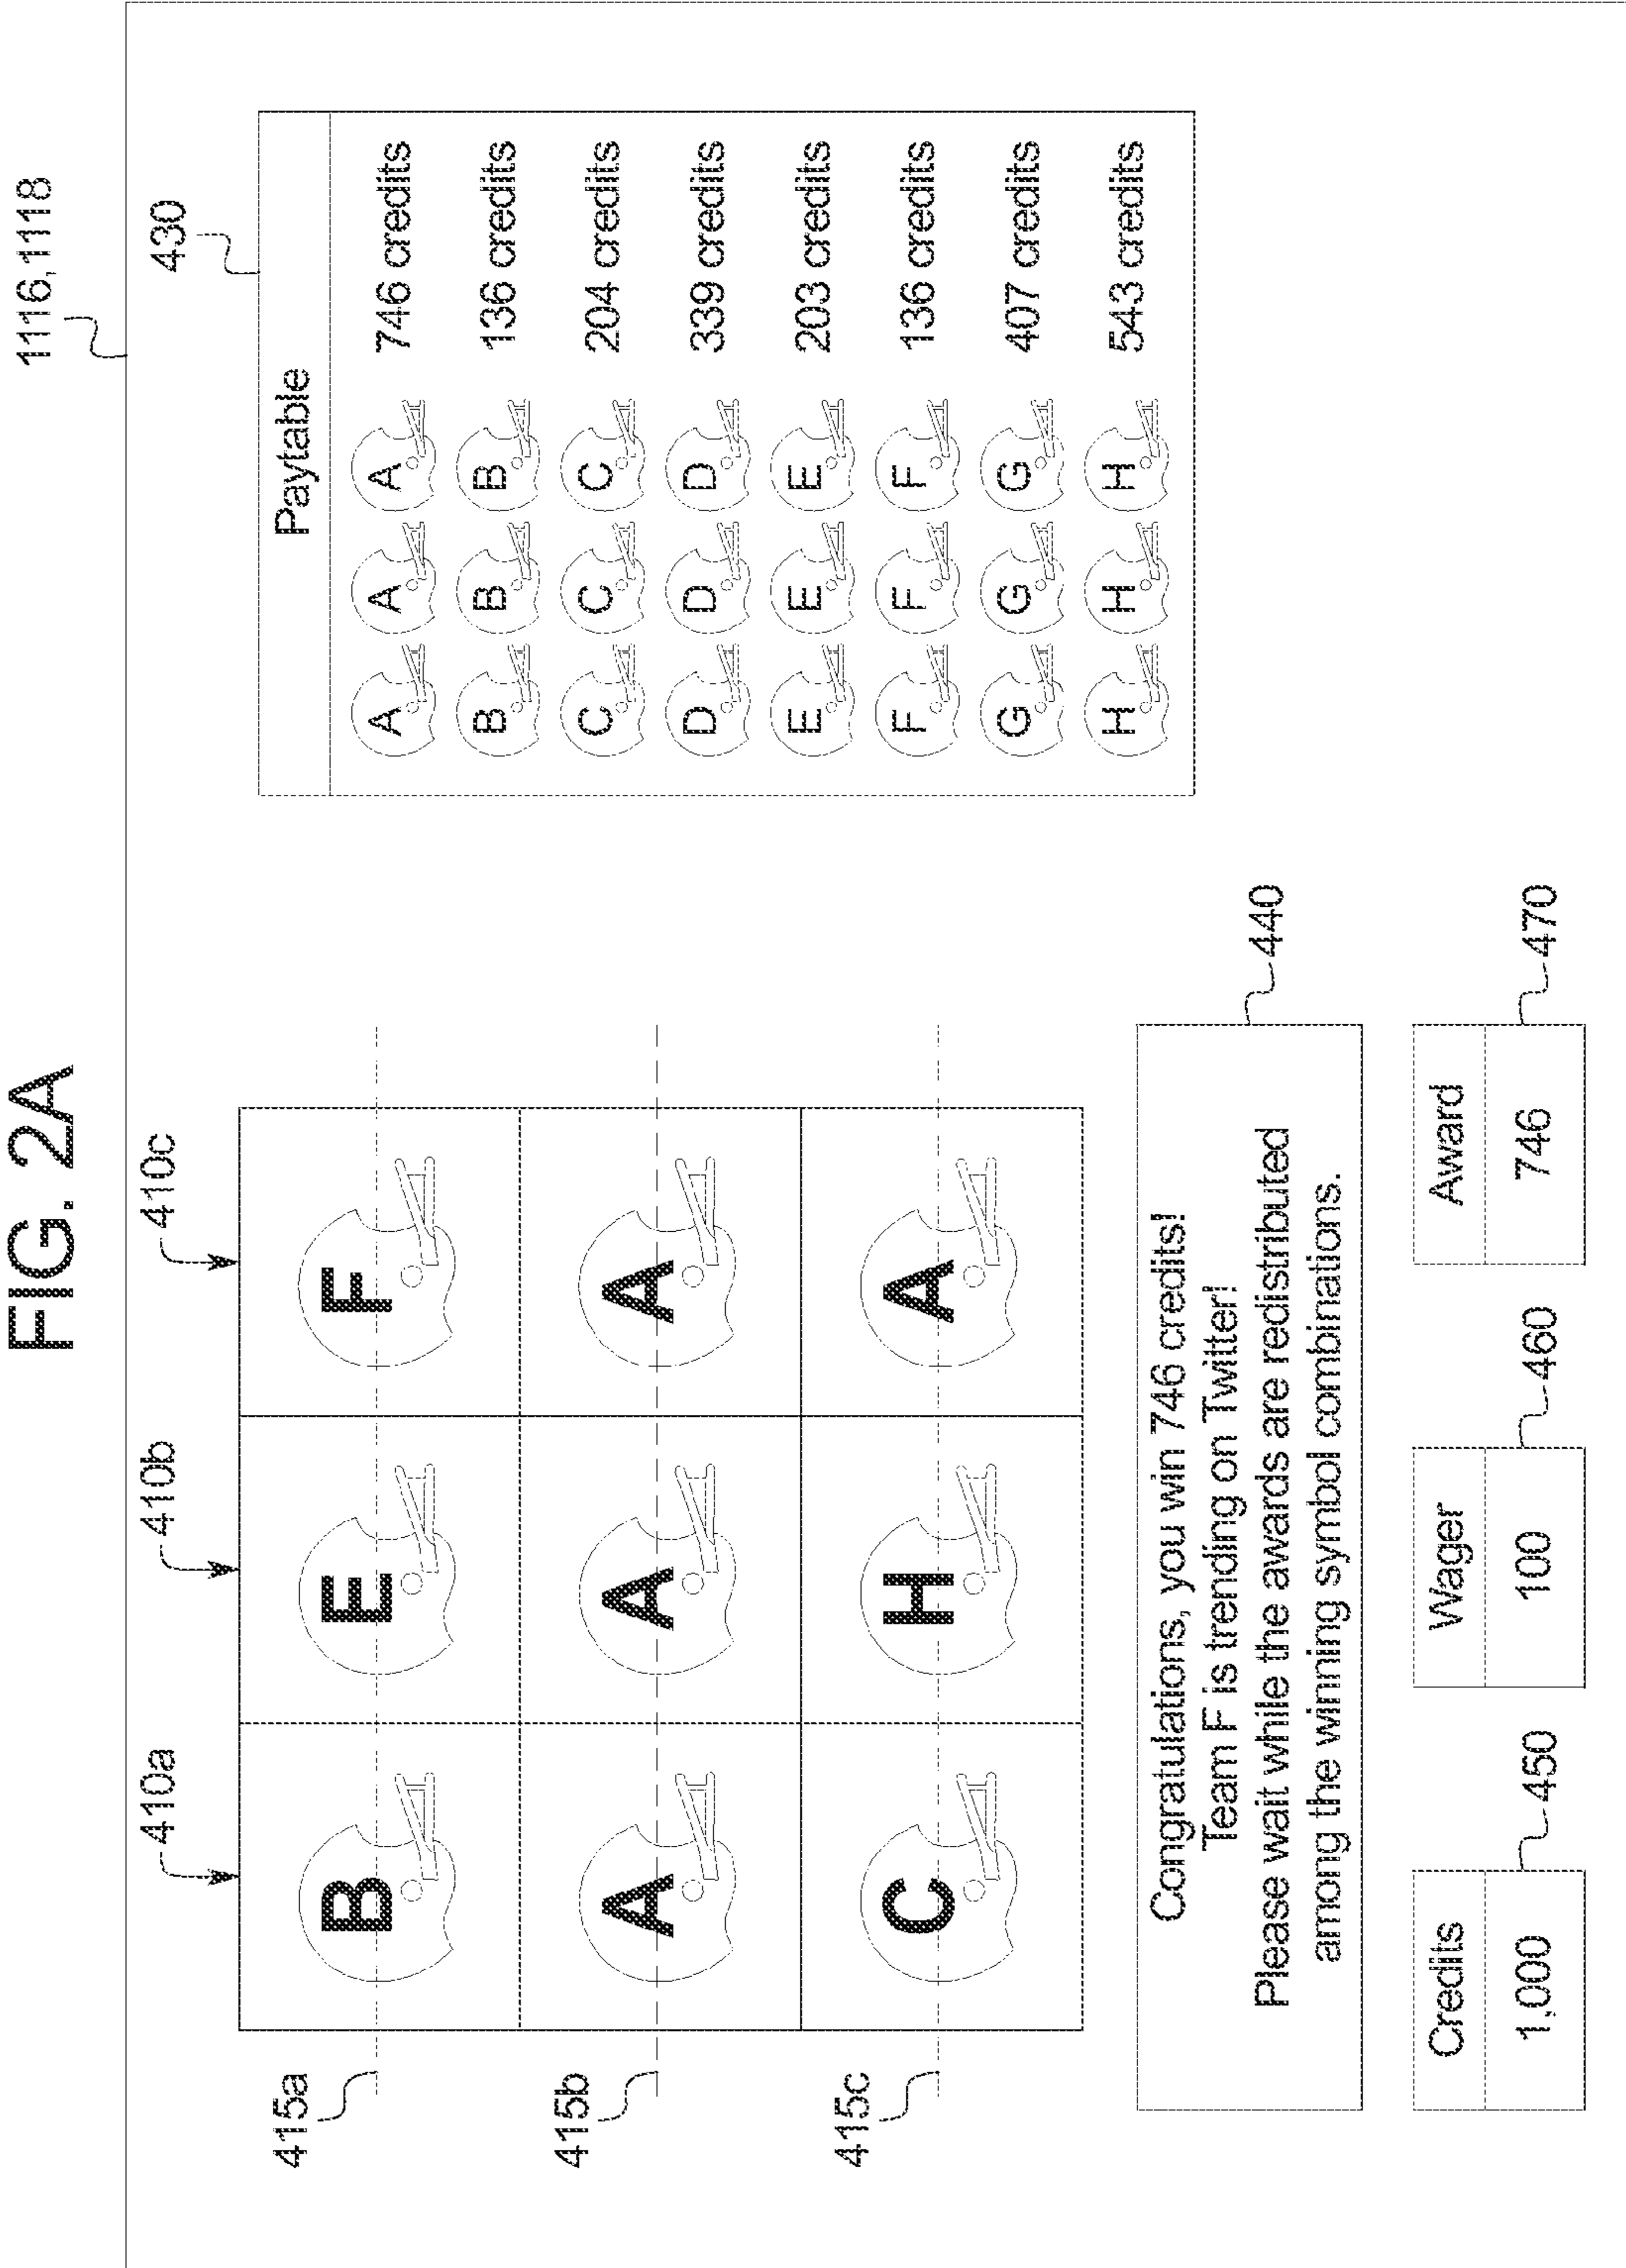 FIG. 2A
1116,1118
410a
410b
410c
430
415a
B E F
415b
A A A
415c
C H A
Paytable
A A A 746 credits
B B B 136 credits
C C C 204 credits
D D D 339 credits
E E E 203 credits
F F F 136 credits
G G G 407 credits
H H H 543 credits
Congratulations, you win 746 credits!
Team F is trending on Twitter!
Please wait while the awards are redistributed
among the winning symbol combinations.
440
Credits
1,000
450
Wager
100
460
Award
746
470